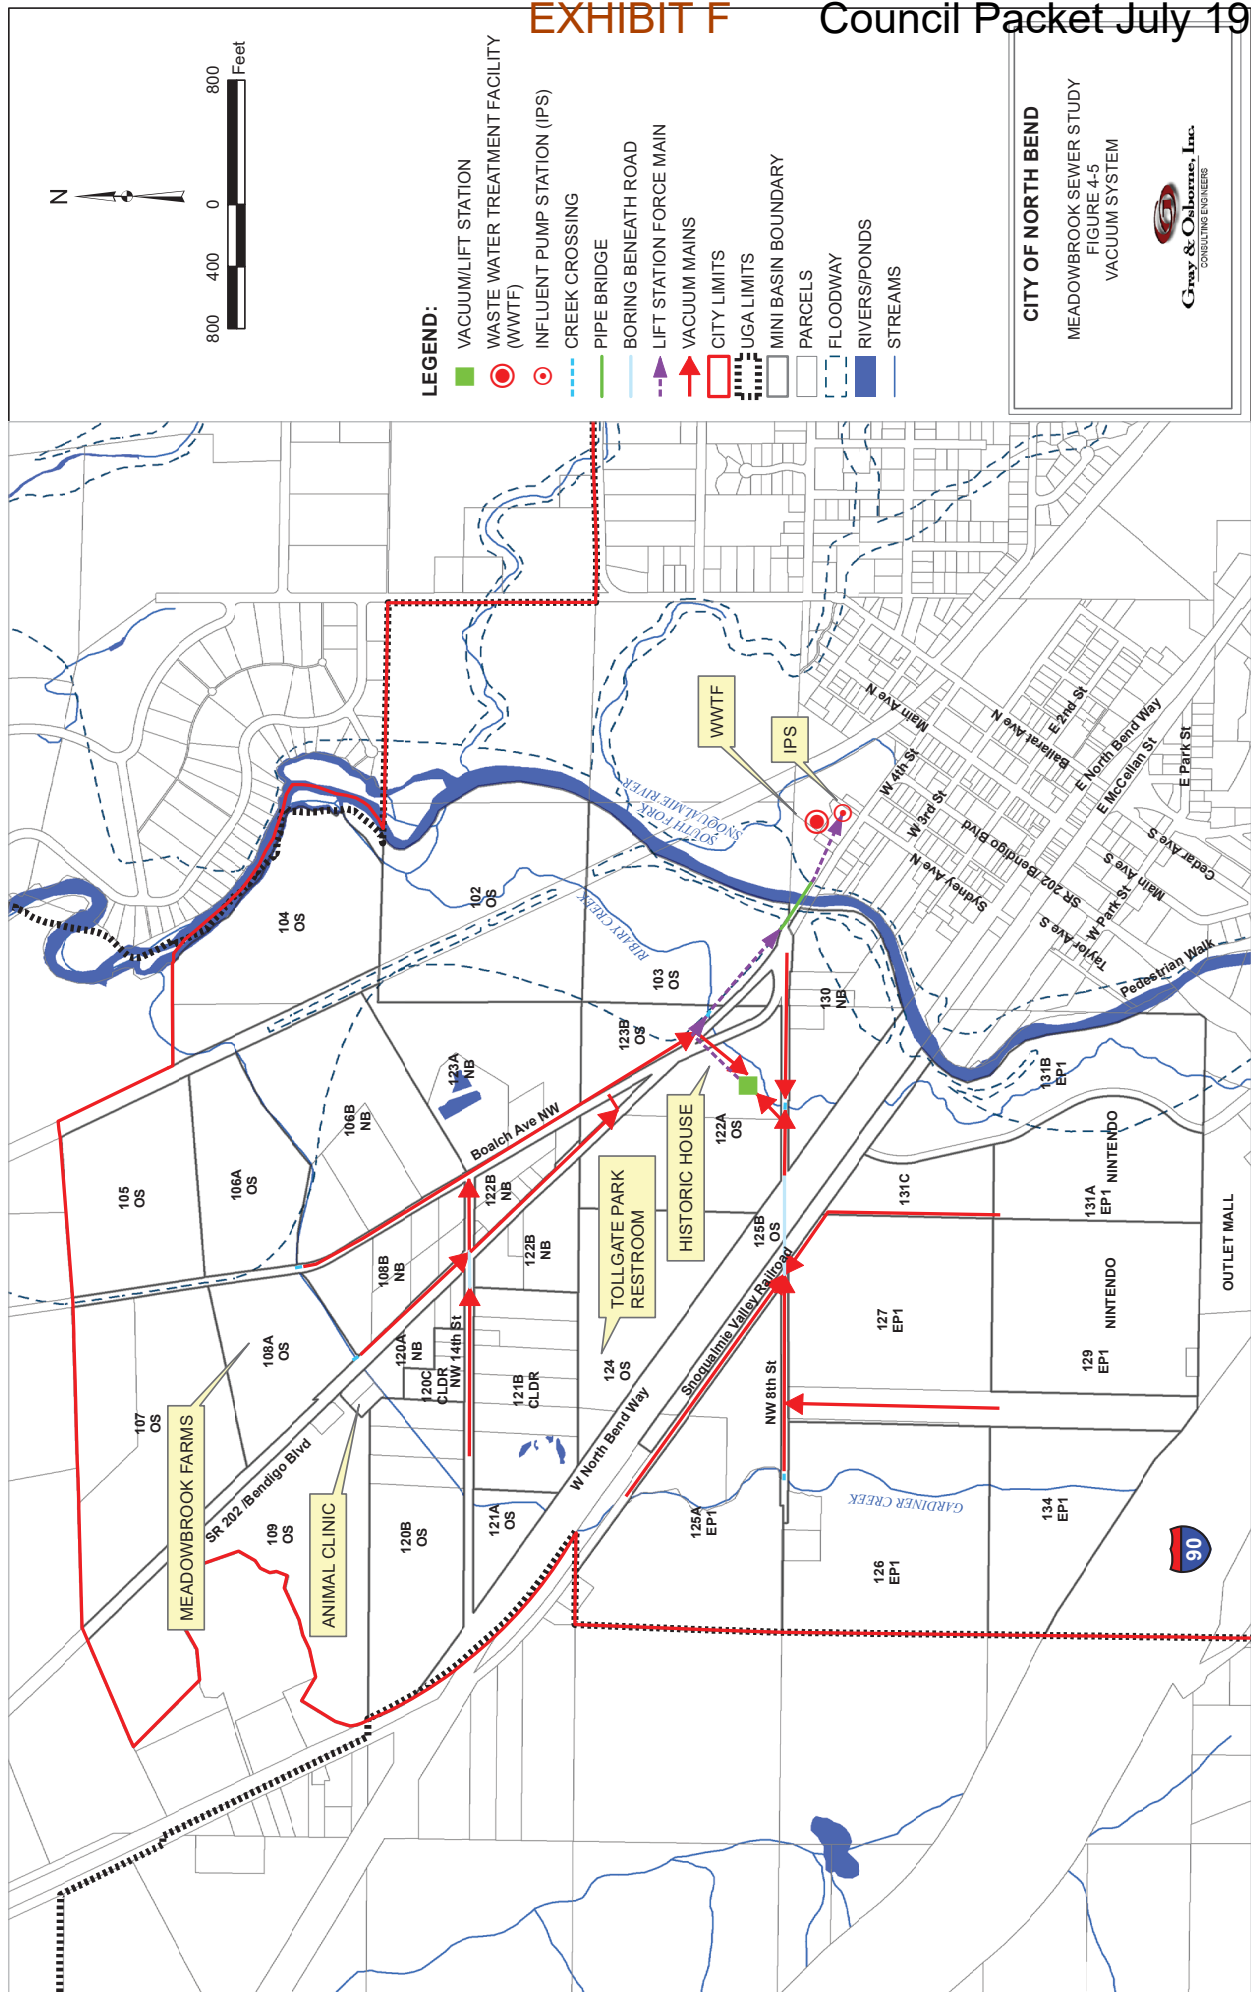 EXHIBIT F
Council Packet July 19
N
800
400
0
800
Feet
LEGEND:
VACUUM/LIFT STATION
WASTE WATER TREATMENT FACILITY
(WWTF)
INFLUENT PUMP STATION (IPS)
CREEK CROSSING
PIPE BRIDGE
BORING BENEATH ROAD
LIFT STATION FORCE MAIN
VACUUM MAINS
CITY LIMITS
UGA LIMITS
MINI BASIN BOUNDARY
PARCELS
FLOODWAY
RIVERS/PONDS
STREAMS
CITY OF NORTH BEND
MEADOWBROOK SEWER STUDY
FIGURE 4-5
VACUUM SYSTEM
Gray & Osborne, Inc.
CONSULTING ENGINEERS
104
OS
102
OS
103
OS
RIBARY CREEK
SOUTH FORK
SNOQUALMIE RIVER
WWTF
IPS
Main Ave N
W 4th St
W 3rd St
Ballarat Ave N
E 2nd St
E North Bend Way
E McCellan St
E Park St
Sydney Ave N
SR 202 /Bendigo Blvd
Main Ave S
Cedar Ave S
Taylor Ave S
W Park St
Pedestrian Walk
105
OS
106A
OS
106B
NB
123A
NB
123B
OS
130
NB
131B
EP1
Boalch Ave NW
122B
NB
122B
NB
122A
OS
HISTORIC HOUSE
TOLLGATE PARK
RESTROOM
125B
OS
131C
131A
EP1
NINTENDO
OUTLET MALL
107
OS
108A
OS
108B
NB
120A
NB
120C
CLDR
NW 14th St
121B
CLDR
124
OS
W North Bend Way
Snoqualmie Valley Railroad
NW 8th St
127
EP1
129
EP1
NINTENDO
MEADOWBROOK FARMS
SR 202 /Bendigo Blvd
109
OS
ANIMAL CLINIC
120B
OS
121A
OS
125A
EP1
126
EP1
GARDINER CREEK
134
EP1
90